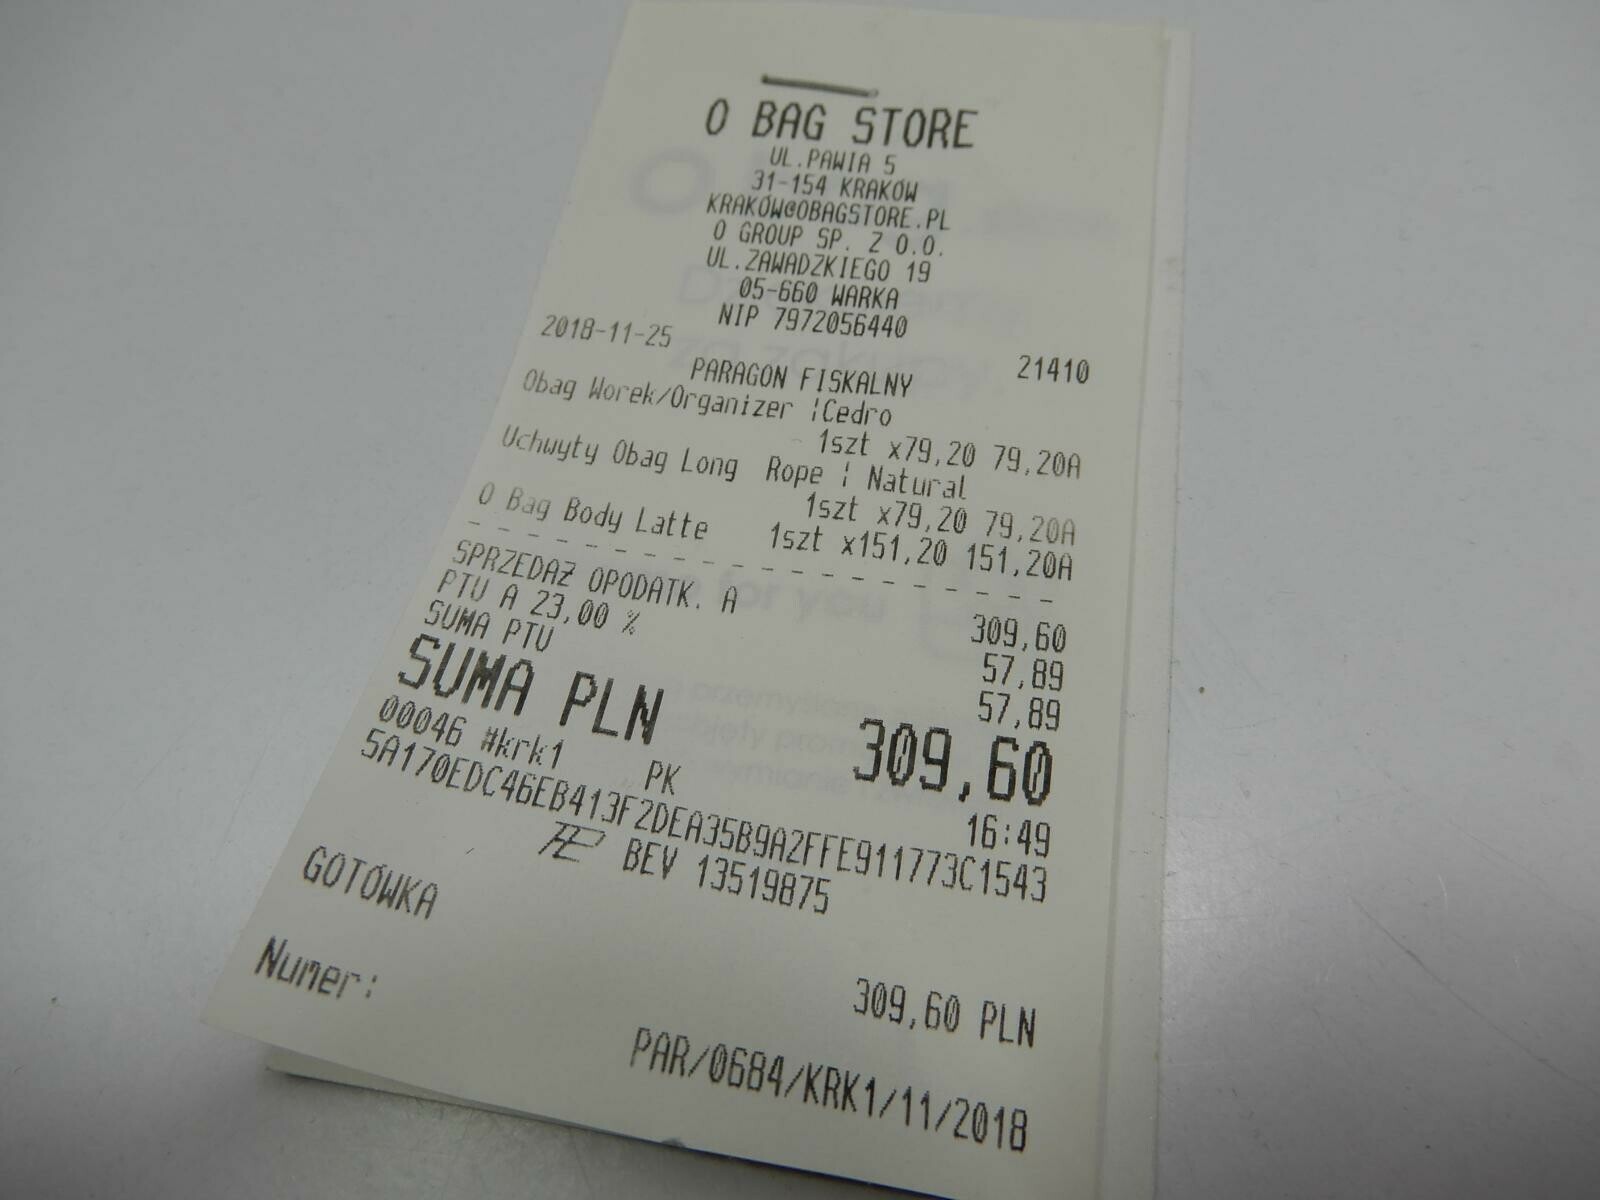 O BAG STORE
UL.PAWIA 5
31-154 KRAKÓW
KRAKÓW@OBAGSTORE.PL
O GROUP SP. Z O.O.
UL.ZAWADZKIEGO 19
05-660 WARKA
NIP 7972056440
2018-11-25 21410
PARAGON FISKALNY
Obag Worek/Organizer ¦Cedro
1szt x79,20 79,20A
Uchwyty Obag Long Rope ¦ Natural
1szt x79,20 79,20A
O Bag Body Latte 1szt x151,20 151,20A
SPRZEDAŻ OPODATK. A 309,60
PTU A 23,00 % 57,89
SUMA PTU 57,89
SUMA PLN 309,60
00046 #krk1 PK 16:49
5A170EDC46EB413F2DEA35B9A2FFE911773C1543
BEV 13519875
GOTÓWKA 309,60 PLN
Numer:
PAR/0684/KRK1/11/2018